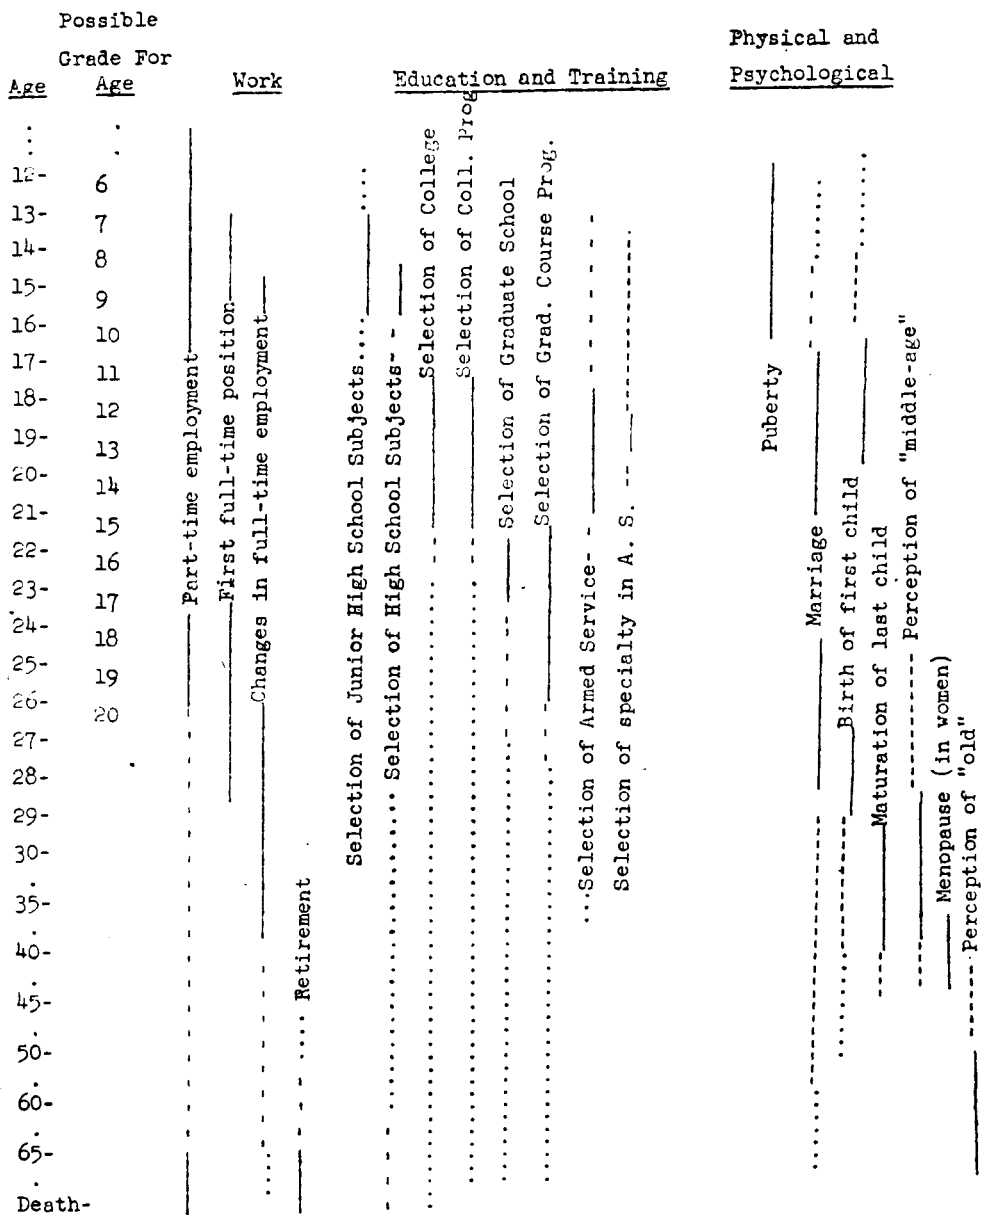 Possible
Grade For
Age
Age
Work
Education and Training
Physical and
Psychological
12-
13-
14-
15-
16-
17-
18-
19-
20-
21-
22-
23-
24-
25-
26-
27-
28-
29-
30-
35-
40-
45-
50-
60-
65-
Death-
6
7
8
9
10
11
12
13
14
15
16
17
18
19
20
Part-time employment
First full-time position
Changes in full-time employment
Retirement
Selection of Junior High School Subjects
Selection of High School Subjects
Selection of College
Selection of Coll. Prog
Selection of Graduate School
Selection of Grad. Course Prog.
Selection of Armed Service
Selection of specialty in A. S.
Puberty
Marriage
Birth of first child
Maturation of last child
Perception of "middle-age"
Menopause (in women)
Perception of "old"